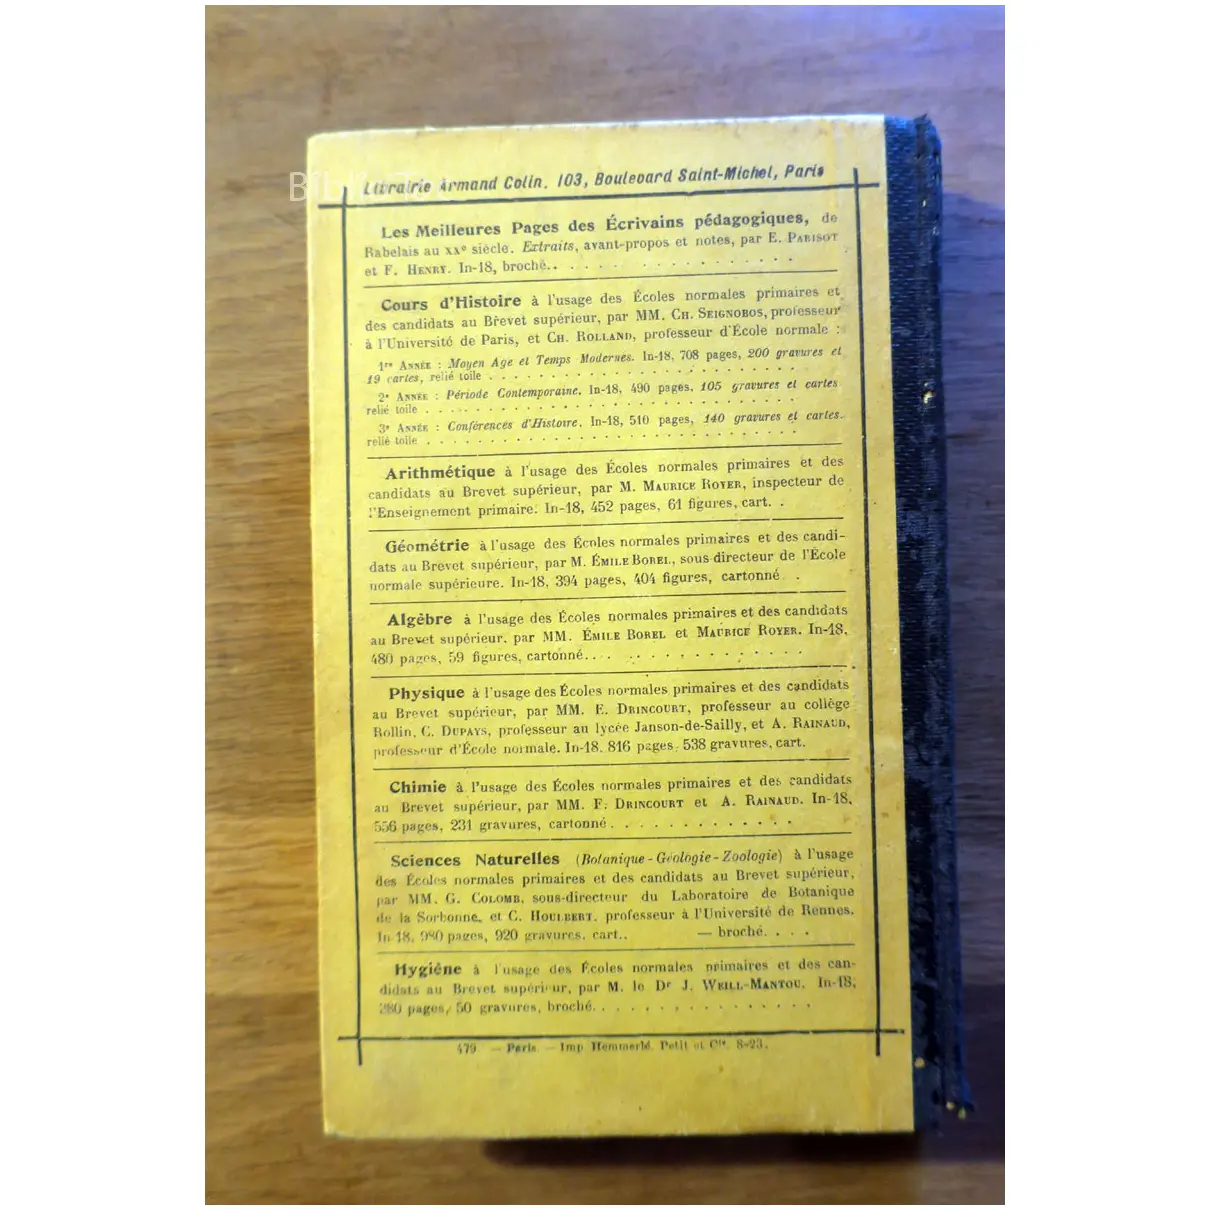 Librairie Armand Colin, 103, Boulevard Saint-Michel, Paris
Les Meilleures Pages des Écrivains pédagogiques, de
Rabelais au XXe siècle. Extraits, avant-propos et notes, par E. PARISOT
et F. HENRY. In-18, broché.. . . . . . . . . . . . . . .
Cours d'Histoire à l'usage des Écoles normales primaires et
des candidats au Brevet supérieur, par MM. CH. SEIGNOBOS, professeur
à l'Université de Paris, et CH. ROLLAND, professeur d'École normale :
1re ANNÉE : Moyen Age et Temps Modernes. In-18, 708 pages, 200 gravures et
19 cartes, relié toile . . . . . . . . . . . . . . . . . . . .
2e ANNÉE : Période Contemporaine. In-18, 490 pages, 105 gravures et cartes
relié toile . . . . . . . . . . . . . . . . . . . . . . . .
3e ANNÉE : Conférences d'Histoire. In-18, 510 pages, 140 gravures et cartes.
relié toile . . . . . . . . . . . . . . . . . . . . . . . .
Arithmétique à l'usage des Écoles normales primaires et des
candidats au Brevet supérieur, par M. MAURICE ROYER, inspecteur de
l'Enseignement primaire. In-18, 452 pages, 61 figures, cart. .
Géométrie à l'usage des Écoles normales primaires et des candi-
dats au Brevet supérieur, par M. ÉMILE BOREL, sous-directeur de l'École
normale supérieure. In-18, 394 pages, 404 figures, cartonné. .
Algèbre à l'usage des Écoles normales primaires et des candidats
au Brevet supérieur, par MM. ÉMILE BOREL et MAURICE ROYER. In-18,
480 pages, 59 figures, cartonné. . . . . . . . . . . . .
Physique à l'usage des Écoles normales primaires et des candidats
au Brevet supérieur, par MM. E. DRINCOURT, professeur au collège
Rollin, C. DUPAYS, professeur au lycée Janson-de-Sailly, et A. RAINAUD,
professeur d'École normale. In-18. 816 pages, 538 gravures, cart.
Chimie à l'usage des Écoles normales primaires et des candidats
au Brevet supérieur, par MM. F. DRINCOURT et A. RAINAUD. In-18,
556 pages, 231 gravures, cartonné . . . . . . . . . . . .
Sciences Naturelles (Botanique - Géologie - Zoologie) à l'usage
des Écoles normales primaires et des candidats au Brevet supérieur,
par MM. G. COLOMB, sous-directeur du Laboratoire de Botanique
de la Sorbonne, et C. HOULBERT, professeur à l'Université de Rennes.
In-18, 980 pages, 920 gravures, cart.. — broché. . . .
Hygiène à l'usage des Écoles normales primaires et des can-
didats au Brevet supérieur, par M. le Dr J. WEILL-MANTOU. In-18,
280 pages, 50 gravures, broché. . . . . . . . . . . . . .
479 — Paris. — Imp Hemmerlé, Petit et Cie. 8-23.